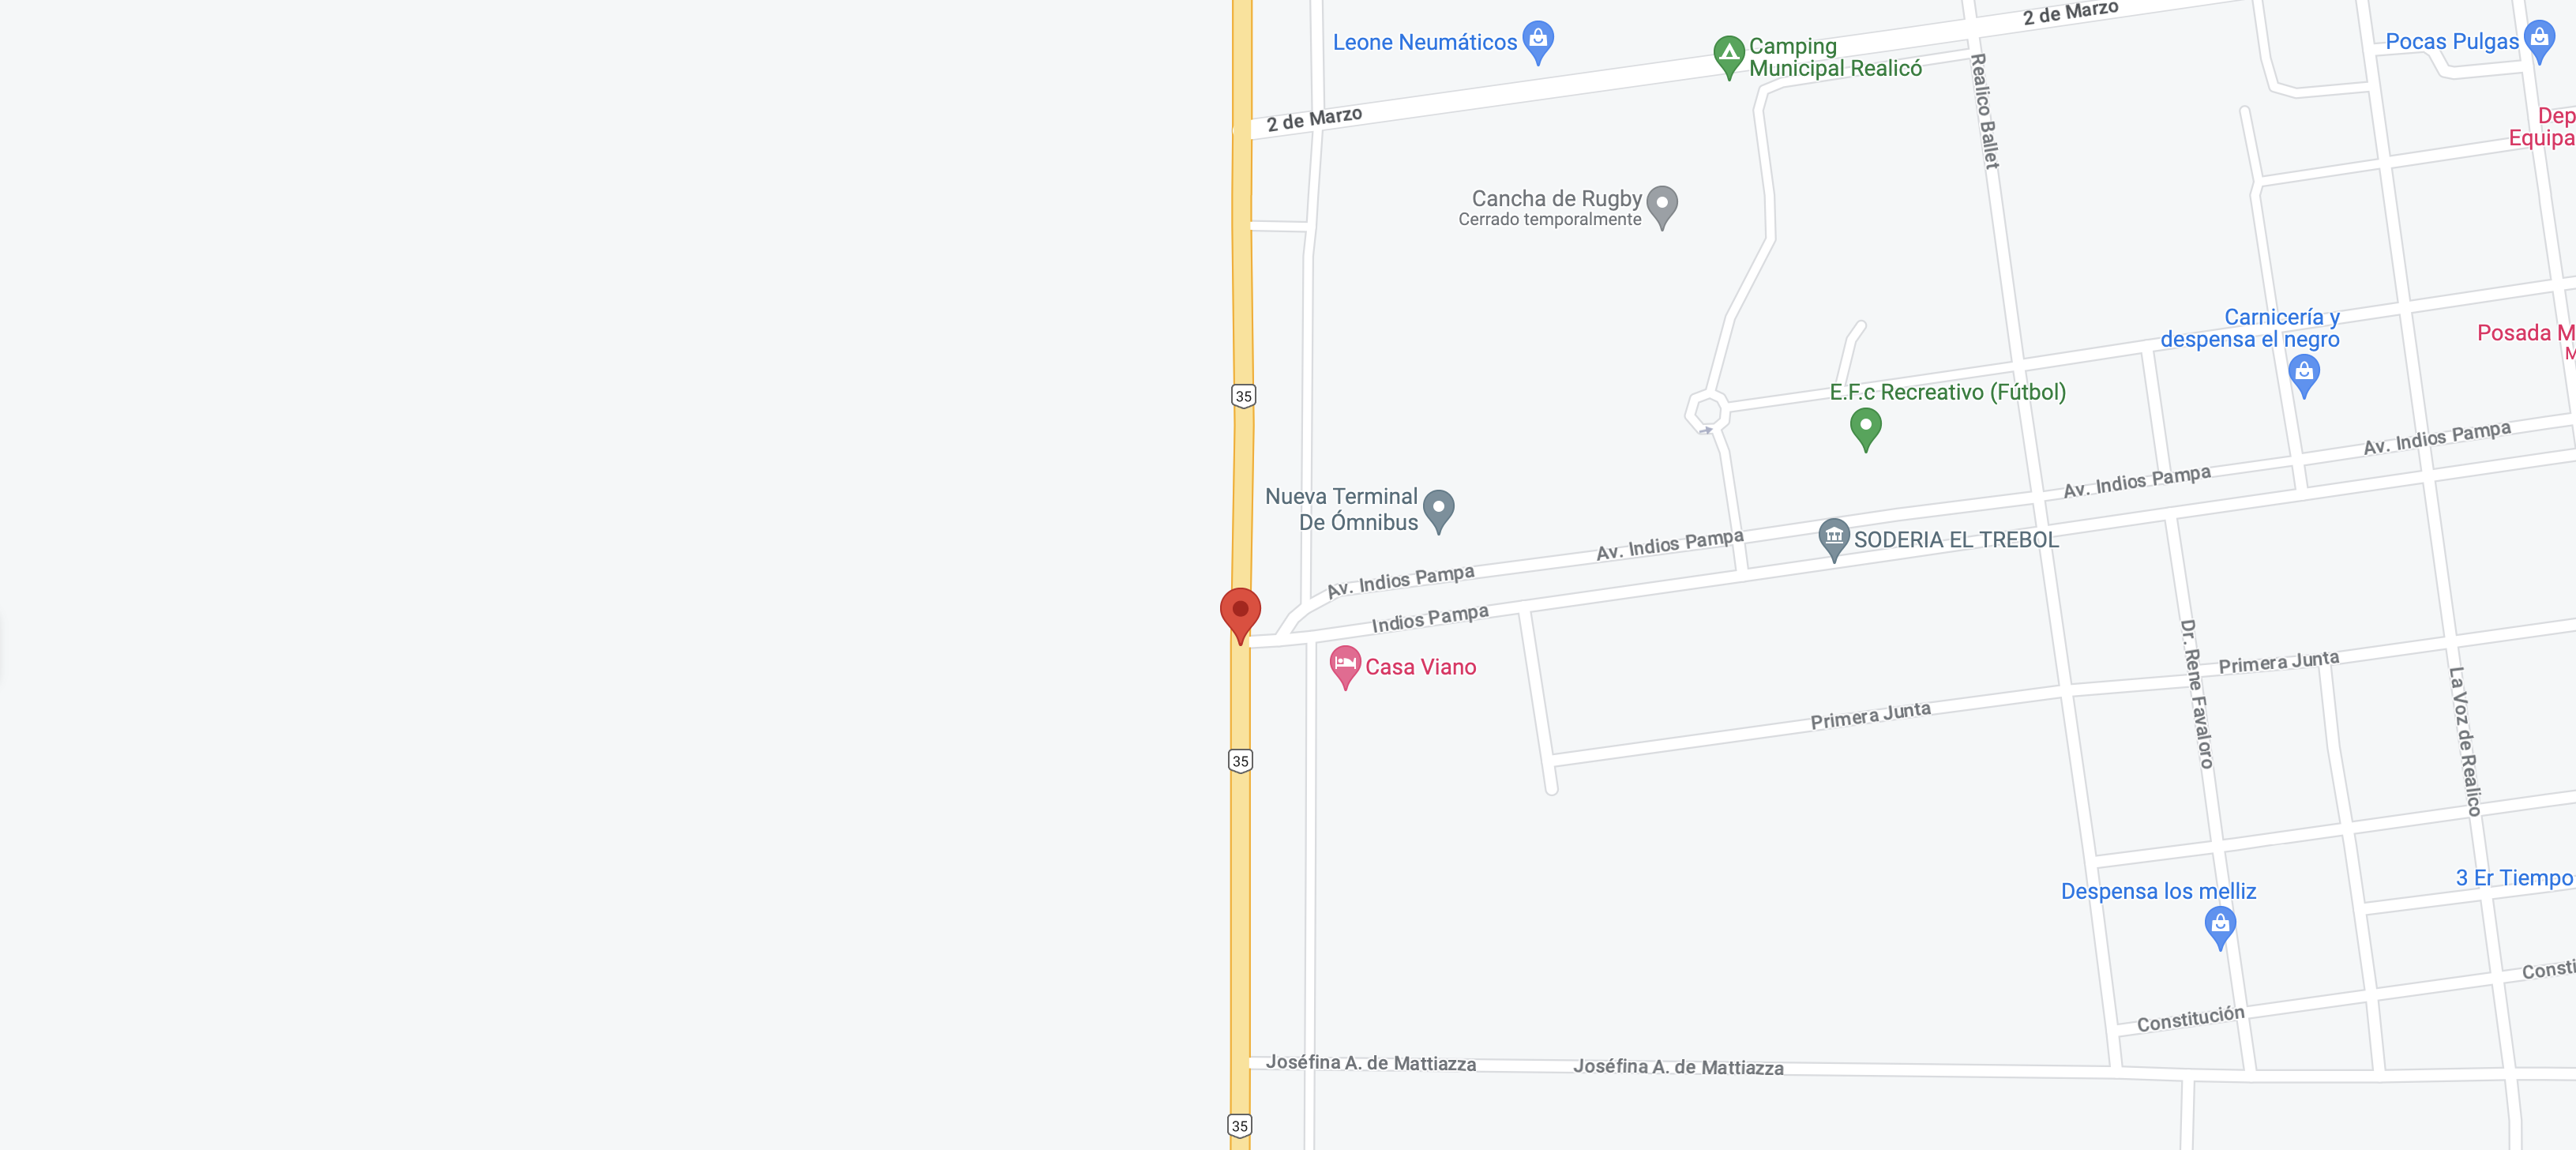 2 de Marzo
Leone Neumáticos
Camping
Municipal Realicó
Pocas Pulgas
2 de Marzo
Realico Ballet
Dep
Equipa
Cancha de Rugby
Cerrado temporalmente
Carnicería y
despensa el negro
Posada M
M
35
E.F.c Recreativo (Fútbol)
Av. Indios Pampa
Av. Indios Pampa
Nueva Terminal
De Ómnibus
Av. Indios Pampa
SODERIA EL TREBOL
Av. Indios Pampa
Indios Pampa
Casa Viano
Dr. Rene Favaloro
Primera Junta
La Voz de Realico
Primera Junta
35
3 Er Tiempo
Despensa los melliz
Consti
Constitución
Joséfina A. de Mattiazza
Joséfina A. de Mattiazza
35